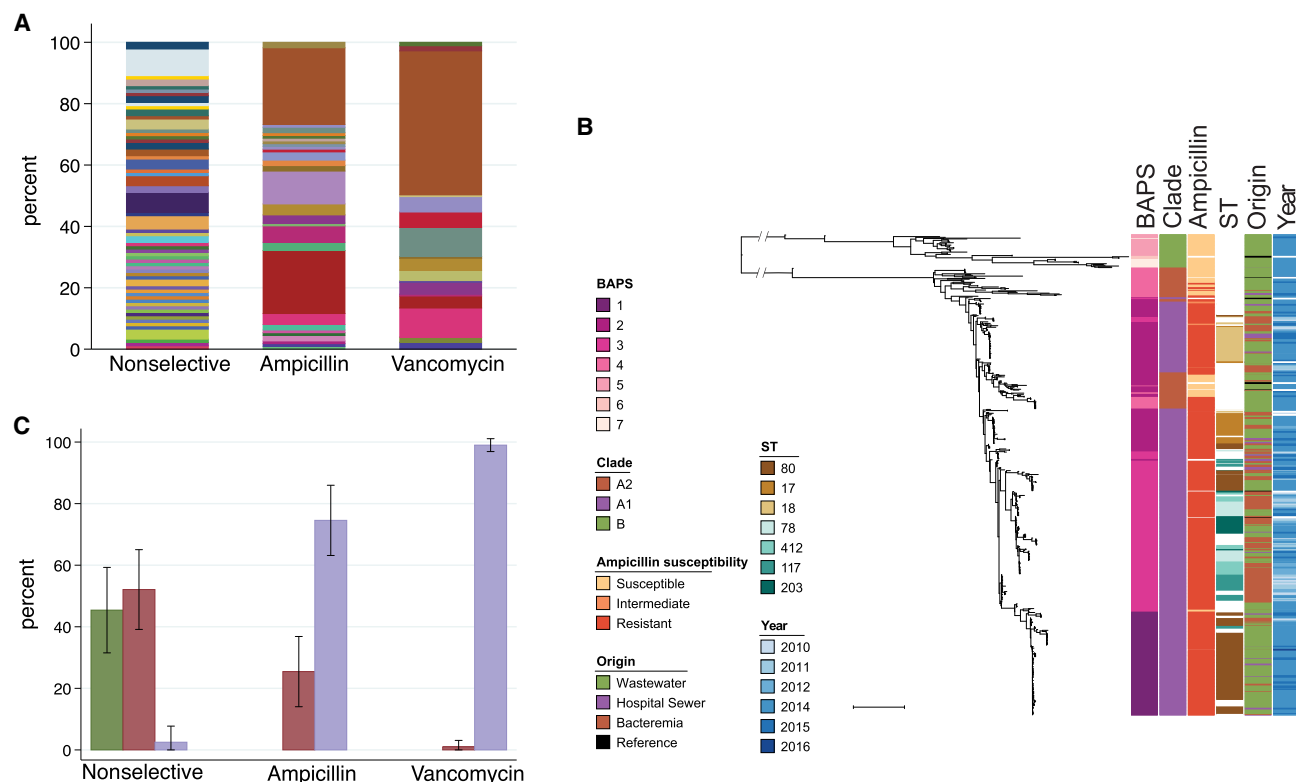 A
100
80
60
40
20
0
percent
Nonselective
Ampicillin
Vancomycin
B
BAPS
Clade
Ampicillin
ST
Origin
Year
BAPS
1
2
3
4
5
6
7
Clade
A2
A1
B
Ampicillin susceptibility
Susceptible
Intermediate
Resistant
Origin
Wastewater
Hospital Sewer
Bacteremia
Reference
ST
80
17
18
78
412
117
203
Year
2010
2011
2012
2014
2015
2016
C
100
80
60
40
20
0
percent
Nonselective
Ampicillin
Vancomycin